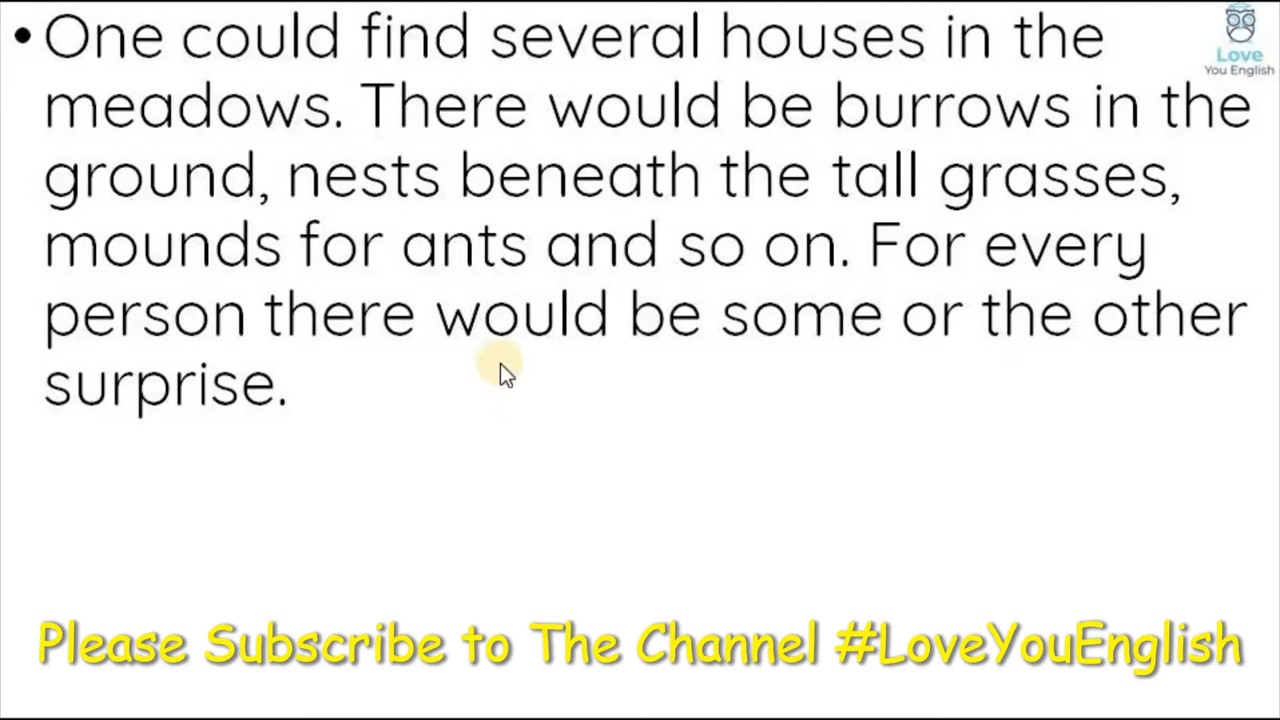 • One could find several houses in the
meadows. There would be burrows in the
ground, nests beneath the tall grasses,
mounds for ants and so on. For every
person there would be some or the other
surprise.
Love
You English
Please Subscribe to The Channel #LoveYouEnglish